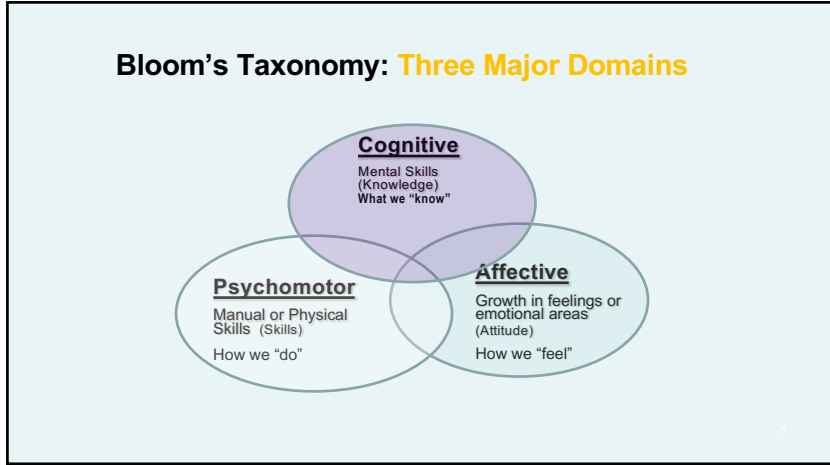 Bloom’s Taxonomy: Three Major Domains
Cognitive
Mental Skills
(Knowledge)
What we “know”
Psychomotor
Manual or Physical
Skills (Skills)
How we “do”
Affective
Growth in feelings or
emotional areas
(Attitude)
How we “feel”
5